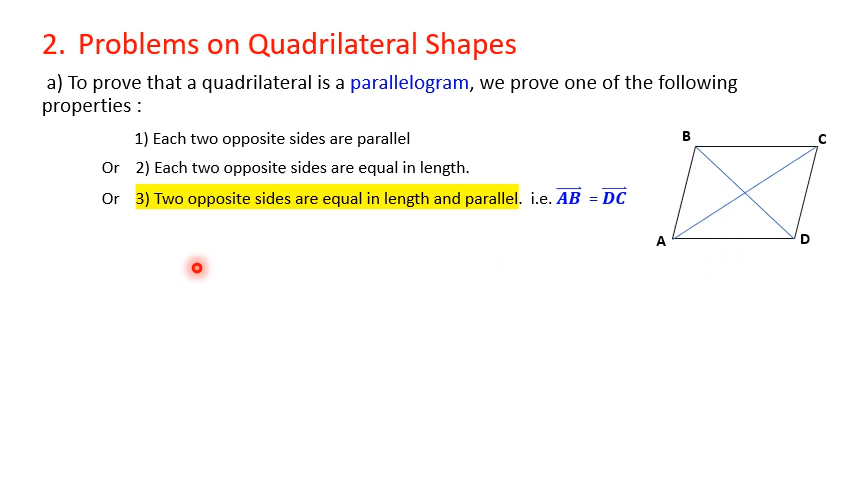 2. Problems on Quadrilateral Shapes
a) To prove that a quadrilateral is a parallelogram, we prove one of the following
properties :
1) Each two opposite sides are parallel
Or 2) Each two opposite sides are equal in length.
Or 3) Two opposite sides are equal in length and parallel. i.e. \overrightarrow{AB} = \overrightarrow{DC}
B
C
A
D